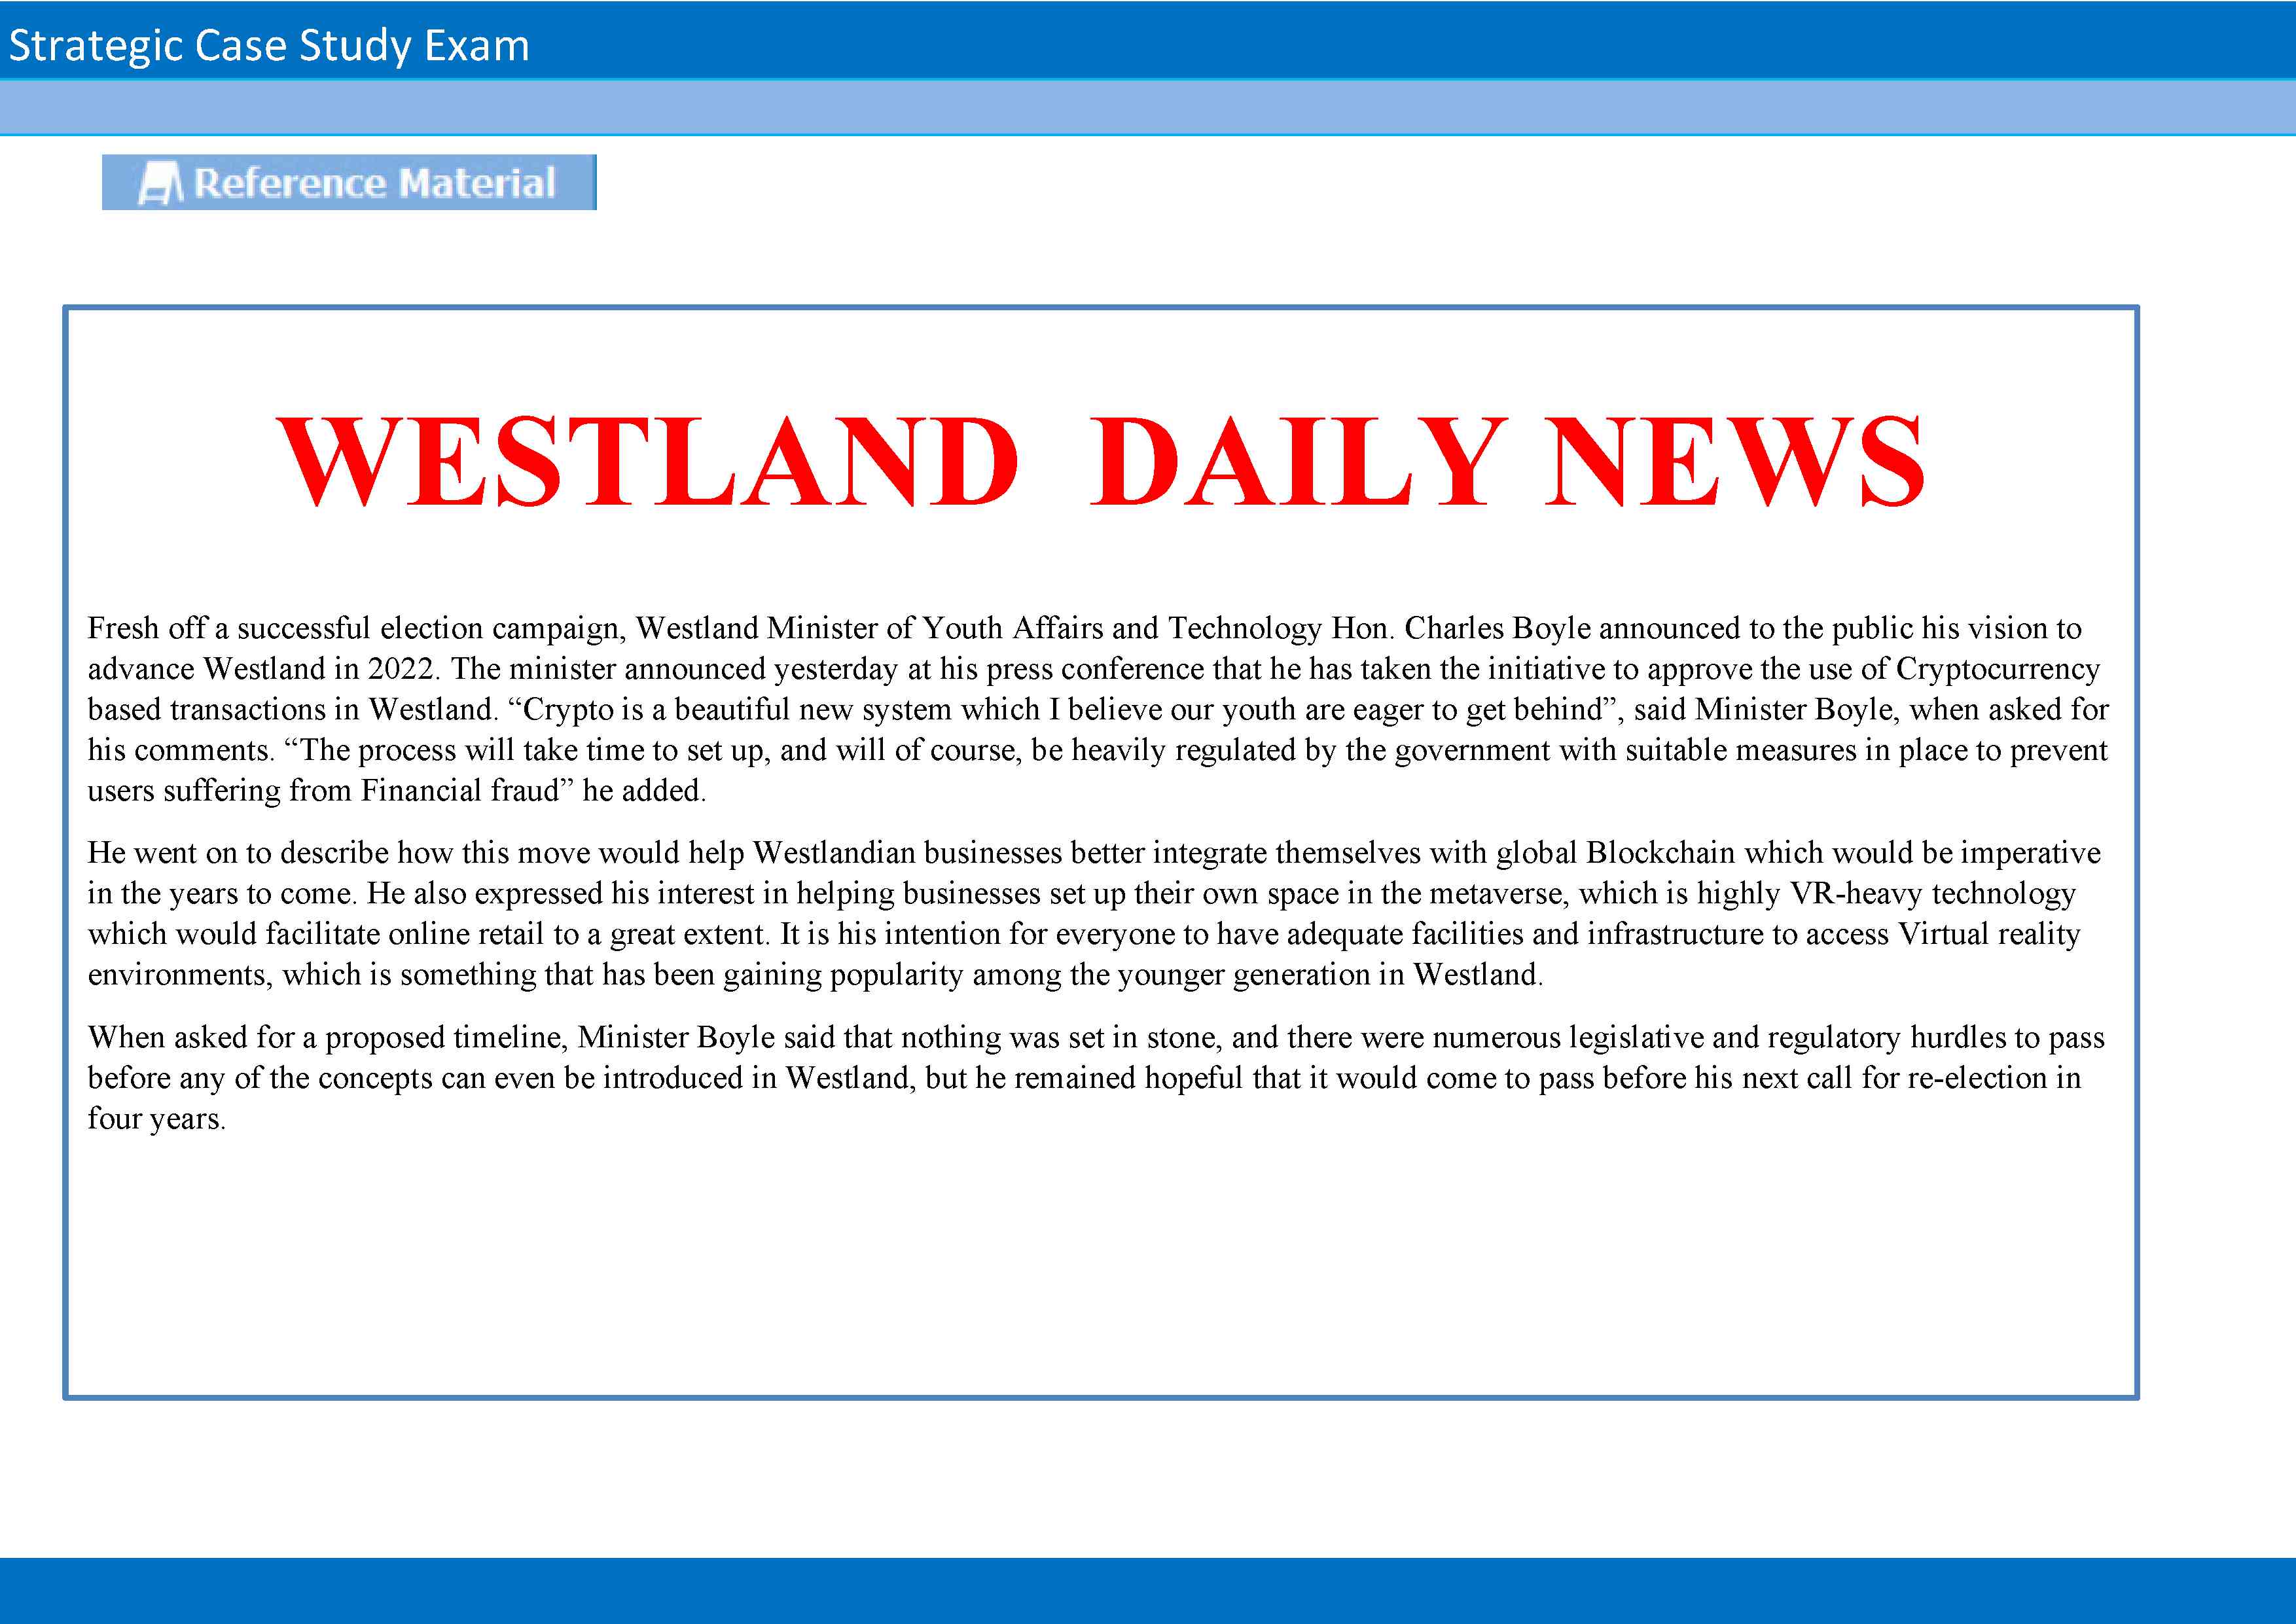 Strategic Case Study Exam
Reference Material
WESTLAND DAILY NEWS
Fresh off a successful election campaign, Westland Minister of Youth Affairs and Technology Hon. Charles Boyle announced to the public his vision to
advance Westland in 2022. The minister announced yesterday at his press conference that he has taken the initiative to approve the use of Cryptocurrency
based transactions in Westland. “Crypto is a beautiful new system which I believe our youth are eager to get behind”, said Minister Boyle, when asked for
his comments. “The process will take time to set up, and will of course, be heavily regulated by the government with suitable measures in place to prevent
users suffering from Financial fraud” he added.
He went on to describe how this move would help Westlandian businesses better integrate themselves with global Blockchain which would be imperative
in the years to come. He also expressed his interest in helping businesses set up their own space in the metaverse, which is highly VR-heavy technology
which would facilitate online retail to a great extent. It is his intention for everyone to have adequate facilities and infrastructure to access Virtual reality
environments, which is something that has been gaining popularity among the younger generation in Westland.
When asked for a proposed timeline, Minister Boyle said that nothing was set in stone, and there were numerous legislative and regulatory hurdles to pass
before any of the concepts can even be introduced in Westland, but he remained hopeful that it would come to pass before his next call for re-election in
four years.